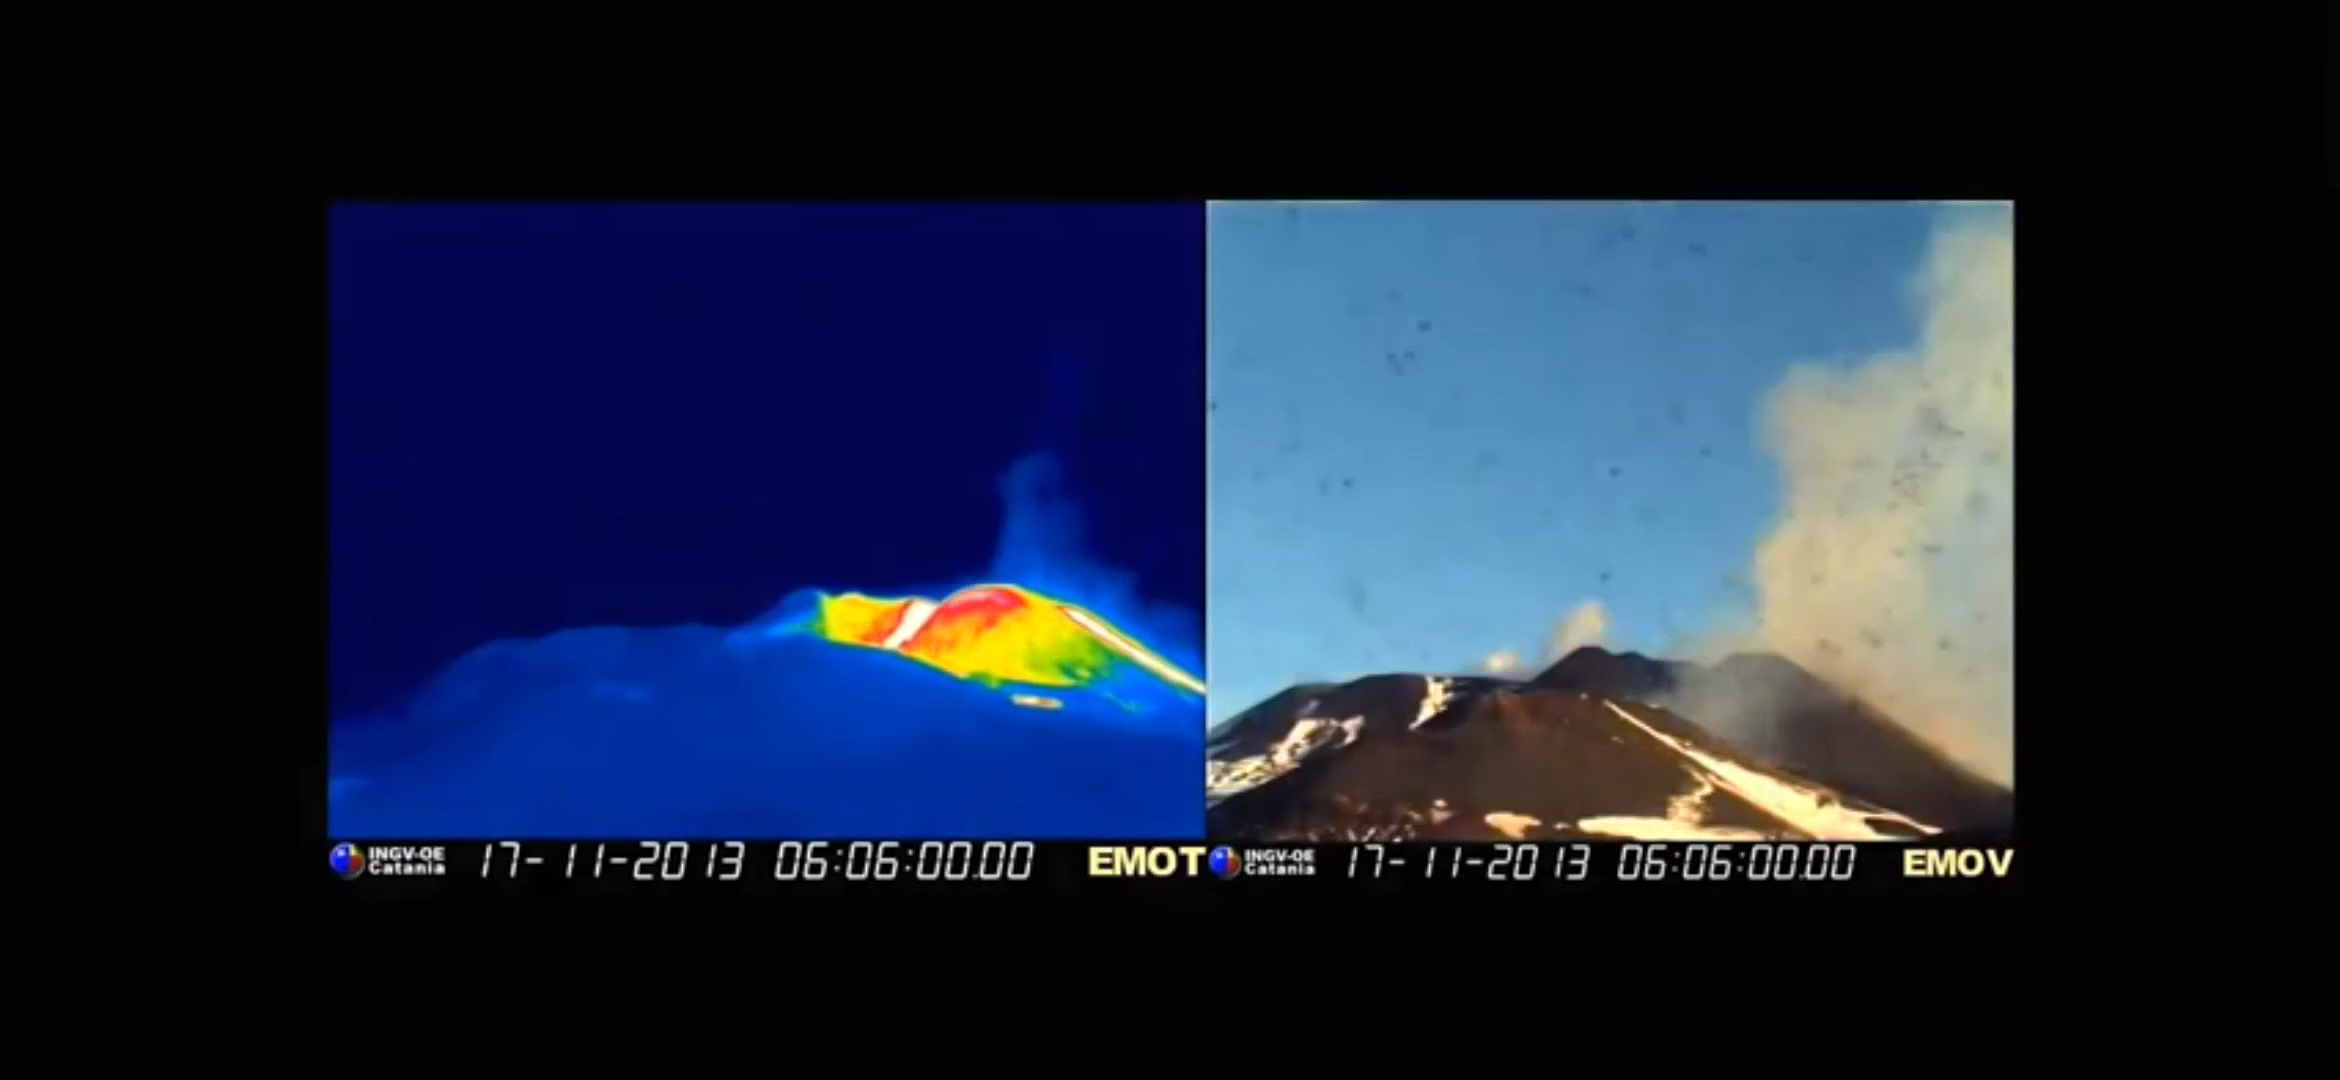 INGV-OE
Catania
17-11-2013 06:06:00.00
EMOT
INGV-OE
Catania
17-11-2013 06:06:00.00
EMOV